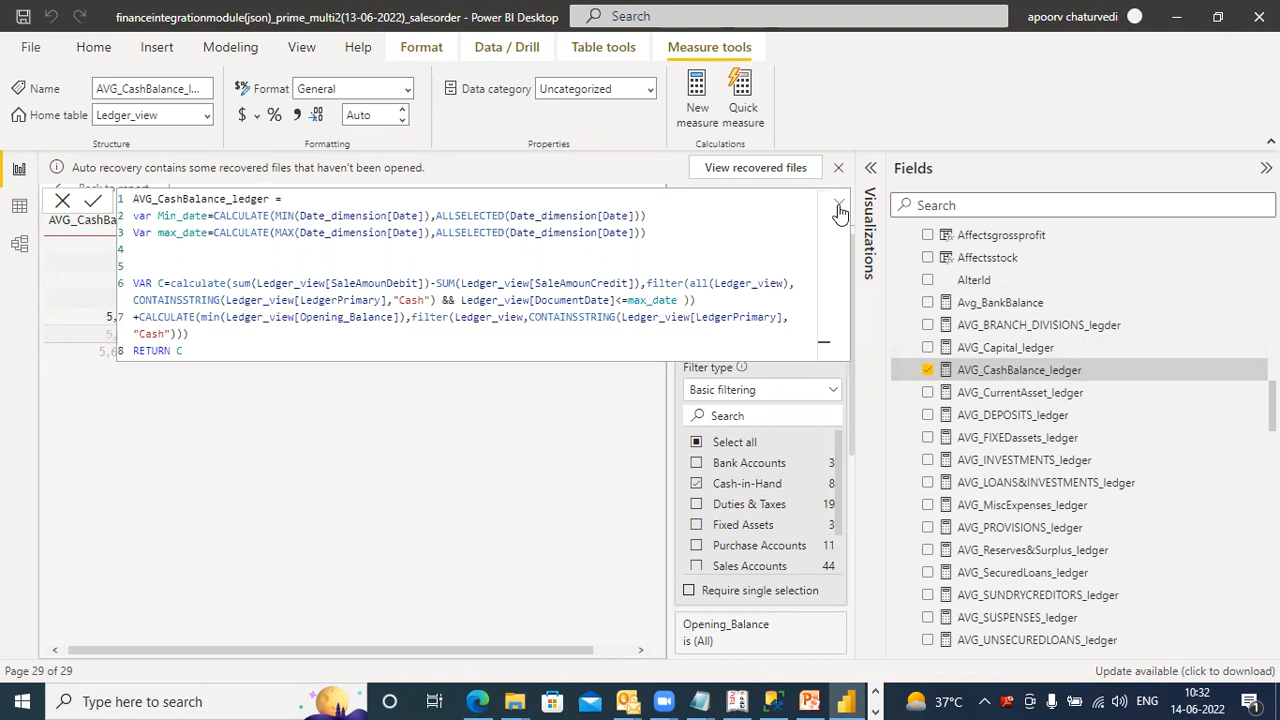 financeintegrationmodule(json)_prime_multi2(13-06-2022)_salesorder - Power BI Desktop
Search
apoorv chaturvedi
File
Home
Insert
Modeling
View
Help
Format
Data / Drill
Table tools
Measure tools
Name
AVG_CashBalance_l...
Home table
Ledger_view
Format
General
$
%
Auto
Data category
Uncategorized
New measure
Quick measure
Structure
Formatting
Properties
Calculations
Auto recovery contains some recovered files that haven't been opened.
View recovered files
AVG_CashBa
5,
5,
5,6
1 AVG_CashBalance_ledger =
2 var Min_date=CALCULATE(MIN(Date_dimension[Date]),ALLSELECTED(Date_dimension[Date]))
3 Var max_date=CALCULATE(MAX(Date_dimension[Date]),ALLSELECTED(Date_dimension[Date]))
4
5
6 VAR C=calculate(sum(Ledger_view[SaleAmounDebit])-SUM(Ledger_view[SaleAmounCredit]),filter(all(Ledger_view),
CONTAINSSTRING(Ledger_view[LedgerPrimary],"Cash") && Ledger_view[DocumentDate]<=max_date ))
7 +CALCULATE(min(Ledger_view[Opening_Balance]),filter(Ledger_view,CONTAINSSTRING(Ledger_view[LedgerPrimary],
"Cash")))
8 RETURN C
Filter type
Basic filtering
Search
Select all
Bank Accounts 3
Cash-in-Hand 8
Duties & Taxes 19
Fixed Assets 3
Purchase Accounts 11
Sales Accounts 44
Require single selection
Opening_Balance
is (All)
Visualizations
Fields
Search
Affectsgrossprofit
Affectsstock
AlterId
Avg_BankBalance
AVG_BRANCH_DIVISIONS_legder
AVG_Capital_ledger
AVG_CashBalance_ledger
AVG_CurrentAsset_ledger
AVG_DEPOSITS_ledger
AVG_FIXEDassets_ledger
AVG_INVESTMENTS_ledger
AVG_LOANS&INVESTMENTS_ledger
AVG_MiscExpenses_ledger
AVG_PROVISIONS_ledger
AVG_Reserves&Surplus_ledger
AVG_SecuredLoans_ledger
AVG_SUNDRYCREDITORS_ledger
AVG_SUSPENSES_ledger
AVG_UNSECUREDLOANS_ledger
Page 29 of 29
Update available (click to download)
Type here to search
37°C
ENG
10:32
14-06-2022
1